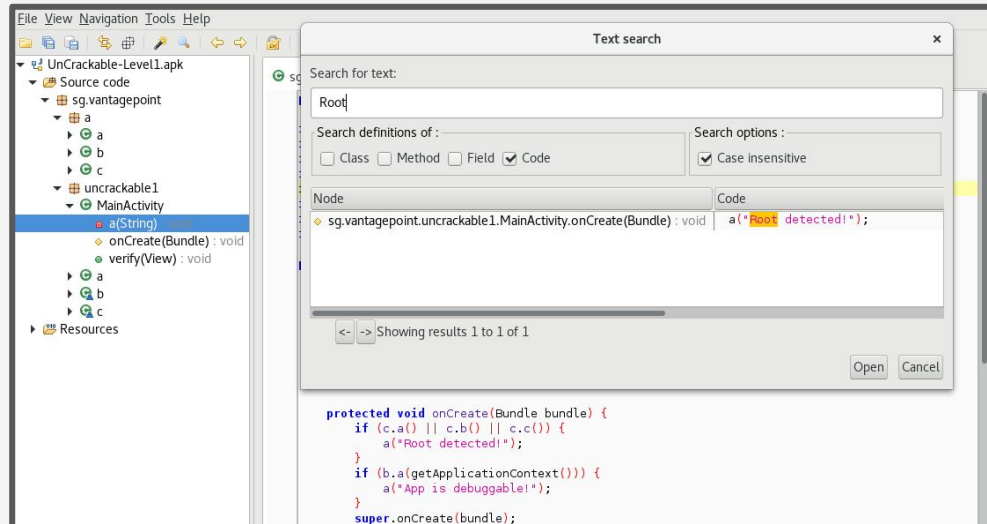 File View Navigation Tools Help
UnCrackable-Level1.apk
Source code
sg.vantagepoint
a
a
b
c
uncrackable1
MainActivity
a(String) : void
onCreate(Bundle) : void
verify(View) : void
a
b
c
Resources
Text search
Search for text:
Root
Search definitions of :
Class Method Field Code
Search options :
Case insensitive
Node Code
sg.vantagepoint.uncrackable1.MainActivity.onCreate(Bundle) : void a("Root detected!");
<- -> Showing results 1 to 1 of 1
Open Cancel
protected void onCreate(Bundle bundle) {
if (c.a() || c.b() || c.c()) {
a("Root detected!");
}
if (b.a(getApplicationContext())) {
a("App is debuggable!");
}
super.onCreate(bundle);